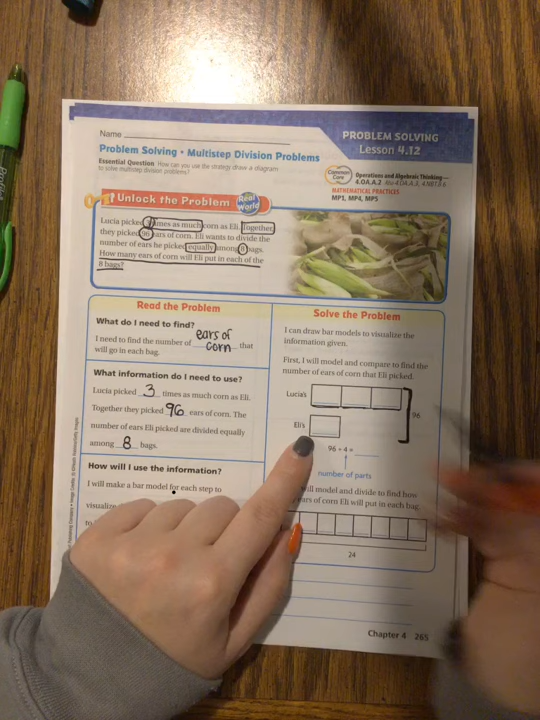 Name
PROBLEM SOLVING
Lesson 4.12
Problem Solving • Multistep Division Problems
Essential Question How can you use the strategy draw a diagram
to solve multistep division problems?
Common Core
Operations and Algebraic Thinking—
4.OA.A.2
MATHEMATICAL PRACTICES
MP1, MP4, MP5
Unlock the Problem
Real World
Lucia picked 3 times as much corn as Eli. Together,
they picked 96 ears of corn. Eli wants to divide the
number of ears he picked equally among 8 bags.
How many ears of corn will Eli put in each of the
8 bags?
Read the Problem
What do I need to find?
I need to find the number of ears of corn that
will go in each bag.
What information do I need to use?
Lucia picked 3 times as much corn as Eli.
Together they picked 96 ears of corn. The
number of ears Eli picked are divided equally
among 8 bags.
How will I use the information?
I will make a bar model for each step to
visualize
to
Solve the Problem
I can draw bar models to visualize the
information given.
First, I will model and compare to find the
number of ears of corn that Eli picked.
Lucia's
96
Eli's
96 ÷ 4 =
number of parts
will model and divide to find how
ears of corn Eli will put in each bag.
24
Chapter 4 265